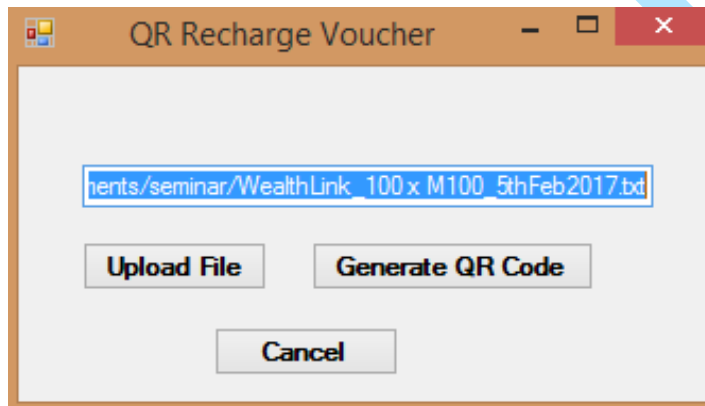 QR Recharge Voucher
nents/seminar/WealthLink_100 x M100_5thFeb2017.txt
Upload File
Generate QR Code
Cancel